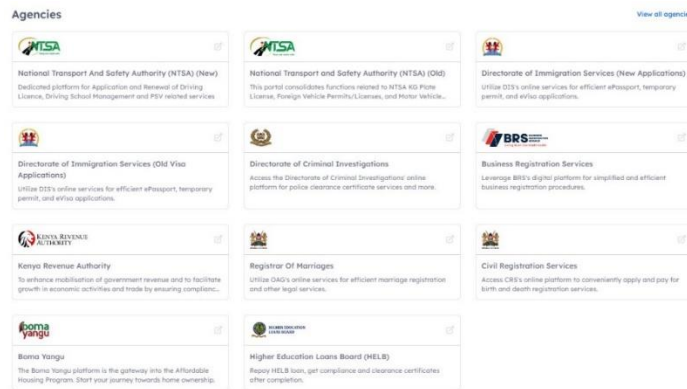 Agencies
View all agencie
NTSA
NTSA
National Transport And Safety Authority (NTSA) (New)
Dedicated platform for Application and Renewal of Driving
Licence, Driving School Management and PSV related services
National Transport and Safety Authority (NTSA) (Old)
This portal consolidates functions related to NTSA KG Plate
License, Foreign Vehicle Permits/Licenses, and Motor Vehicle...
Directorate of Immigration Services (New Applications)
Utilize DIS's online services for efficient ePassport, temporary
permit, and eVisa applications.
BRS
Directorate of Immigration Services (Old Visa
Applications)
Utilize DIS's online services for efficient ePassport, temporary
permit, and eVisa applications.
Directorate of Criminal Investigations
Access the Directorate of Criminal Investigations' online
platform for police clearance certificate services and more.
Business Registration Services
Leverage BRS's digital platform for simplified and efficient
business registration procedures.
KENYA REVENUE
AUTHORITY
Kenya Revenue Authority
To enhance mobilisation of government revenue and to facilitate
growth in economic activities and trade by ensuring complianc...
Registrar Of Marriages
Utilize OAG's online services for efficient marriage registration
and other legal services.
Civil Registration Services
Access CRS's online platform to conveniently apply and pay for
birth and death registration services.
boma
yangu
HIGHER EDUCATION
LOANS BOARD
Boma Yangu
The Boma Yangu platform is the gateway into the Affordable
Housing Program. Start your journey towards home ownership.
Higher Education Loans Board (HELB)
Repay HELB loan, get compliance and clearance certificates
after completion.